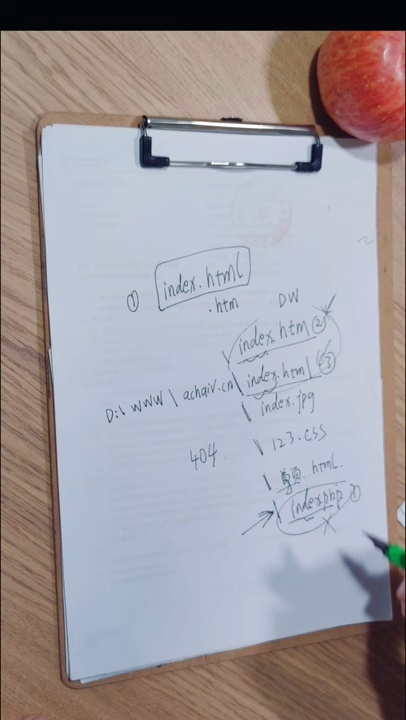 ① index.html
.htm
DW
index.htm ②
D:\WWW\achair.cn\index.html ③
\index.jpg
\123.css
404
\首页.html.
\index.php ①